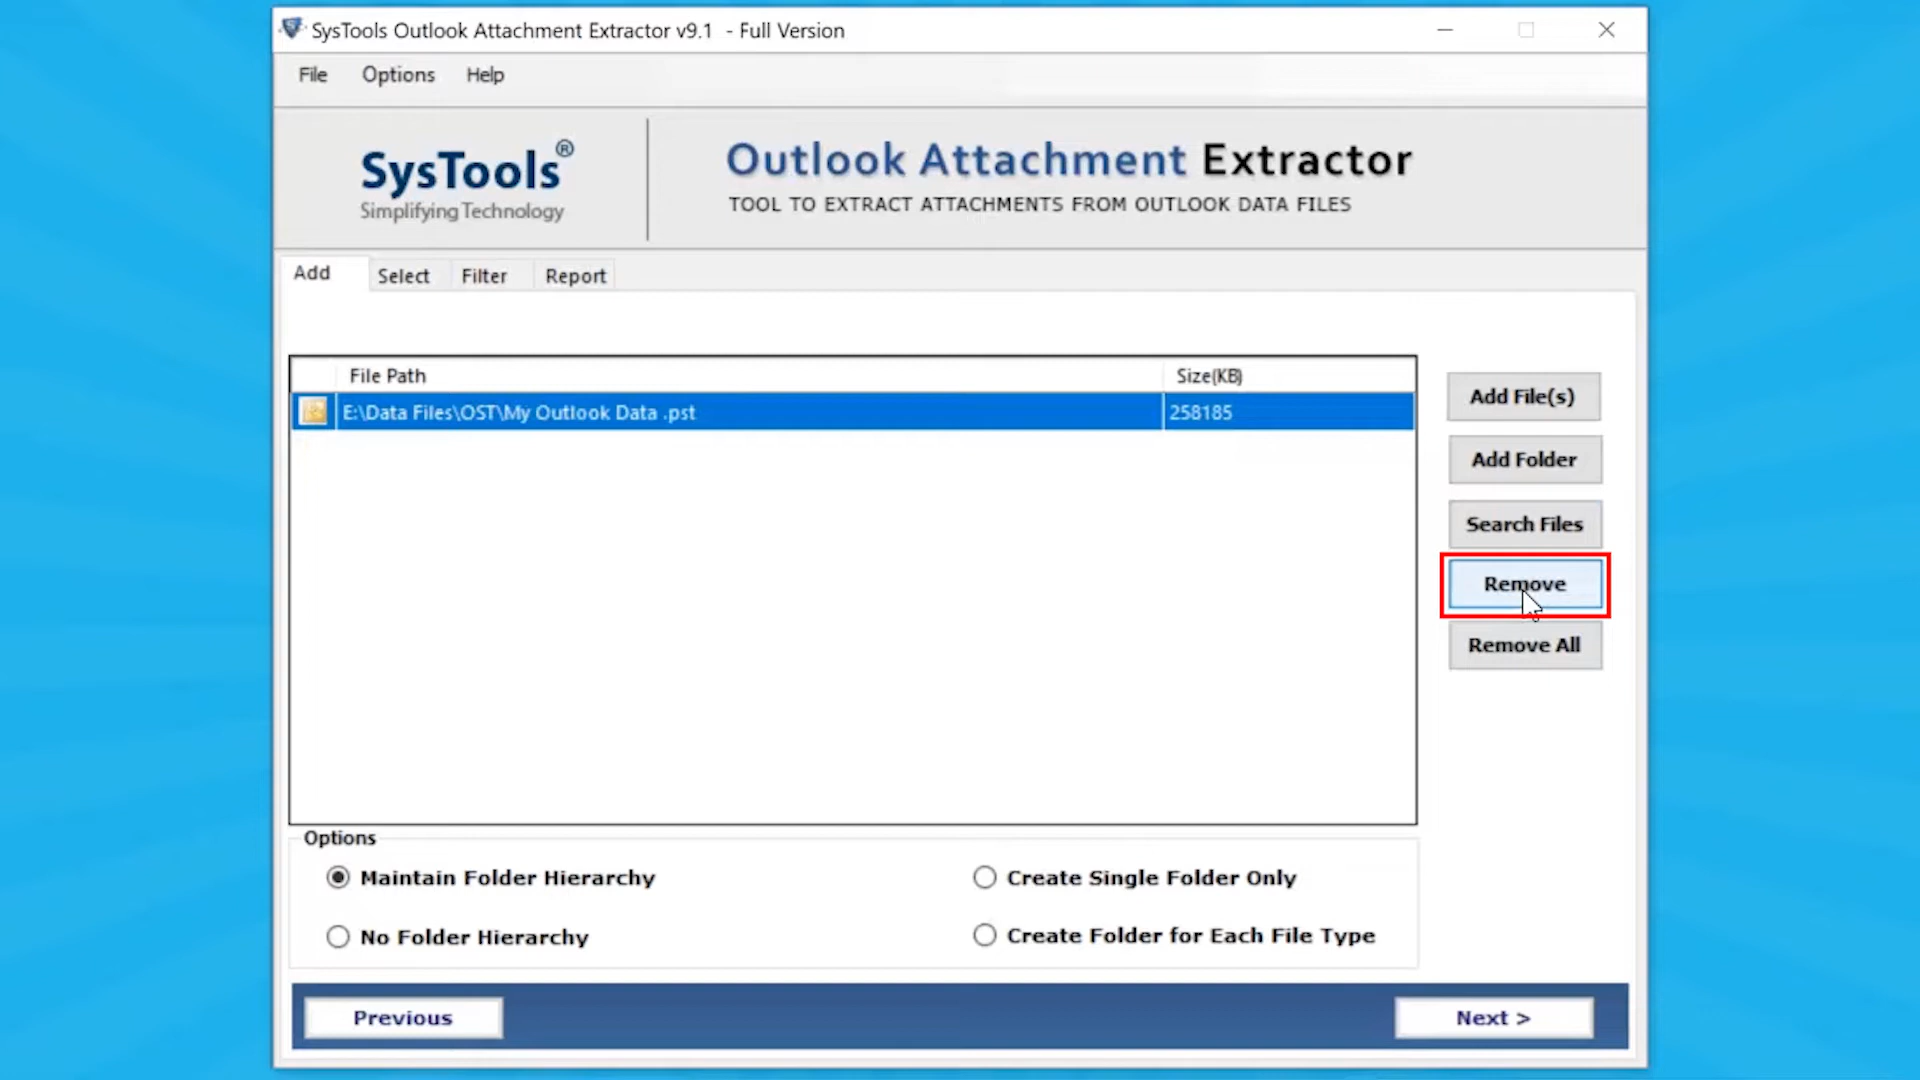 SysTools Outlook Attachment Extractor v9.1 - Full Version
File Options Help
SysTools®
Simplifying Technology
Outlook Attachment Extractor
TOOL TO EXTRACT ATTACHMENTS FROM OUTLOOK DATA FILES
Add Select Filter Report
File Path Size(KB)
E:\Data Files\OST\My Outlook Data .pst 258185
Add File(s)
Add Folder
Search Files
Remove
Remove All
Options
Maintain Folder Hierarchy Create Single Folder Only
No Folder Hierarchy Create Folder for Each File Type
Previous Next >